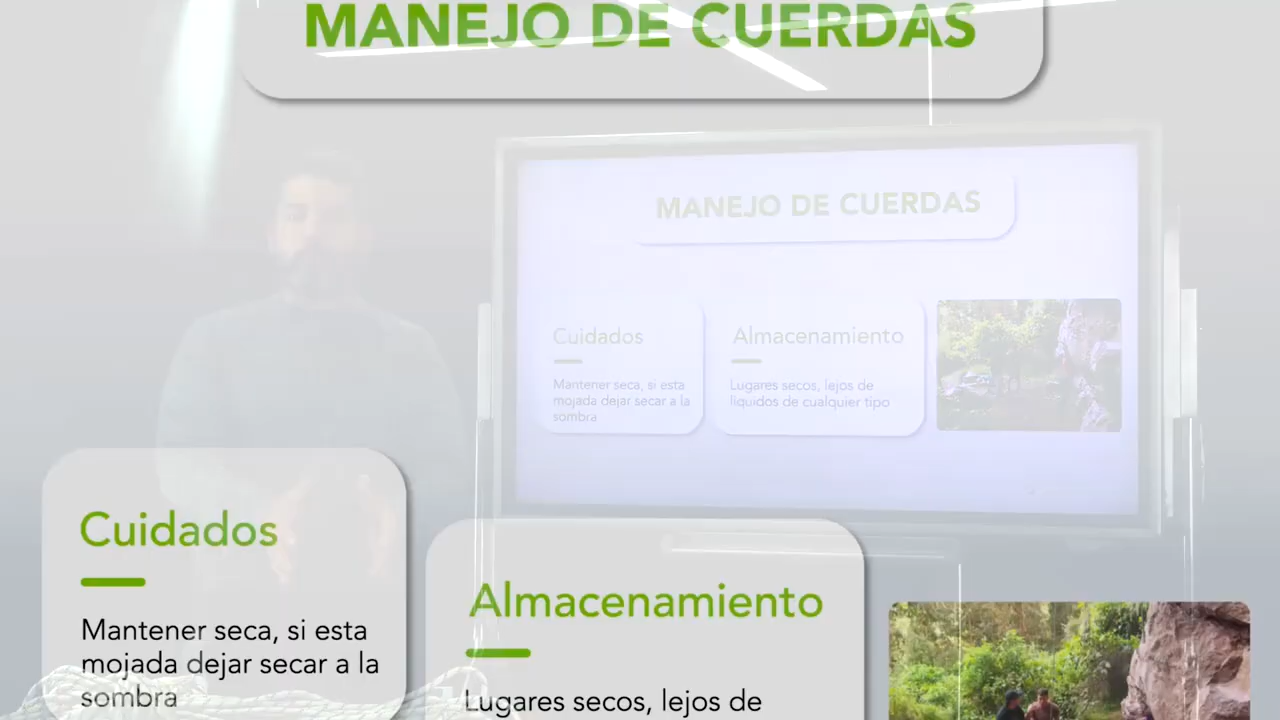 MANEJO DE CUERDAS
MANEJO DE CUERDAS
Cuidados
Mantener seca, si esta
mojada dejar secar a la
sombra
Almacenamiento
Lugares secos, lejos de
liquidos de cualquier tipo
Cuidados
Mantener seca, si esta
mojada dejar secar a la
sombra
Almacenamiento
Lugares secos, lejos de